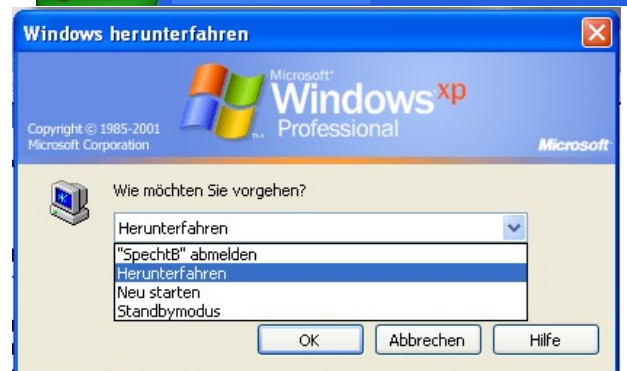 Windows herunterfahren
Microsoft®
Windows xp
Professional
Copyright © 1985-2001
Microsoft Corporation
Microsoft
Wie möchten Sie vorgehen?
Herunterfahren
"SpechtB" abmelden
Herunterfahren
Neu starten
Standbymodus
OK Abbrechen Hilfe